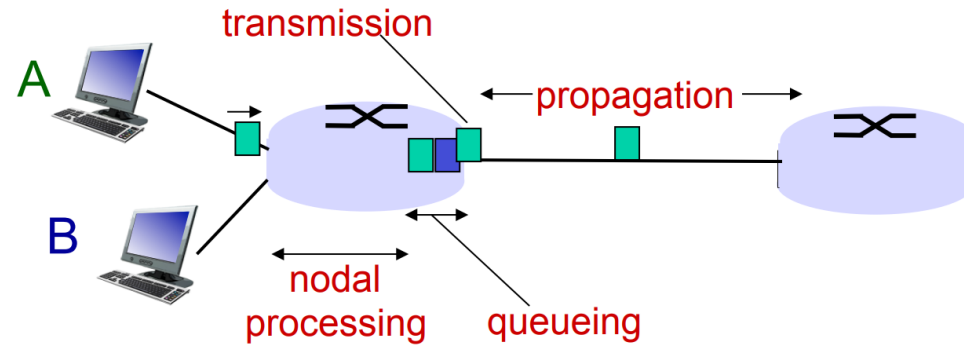 transmission
A
propagation
B
nodal
processing
queueing